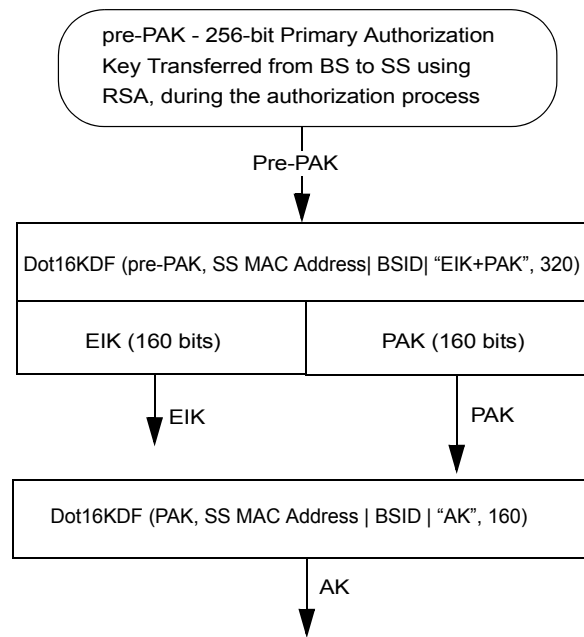 pre-PAK - 256-bit Primary Authorization
Key Transferred from BS to SS using
RSA, during the authorization process
Pre-PAK
Dot16KDF (pre-PAK, SS MAC Address| BSID| “EIK+PAK”, 320)
EIK (160 bits)
PAK (160 bits)
EIK
PAK
Dot16KDF (PAK, SS MAC Address | BSID | “AK”, 160)
AK